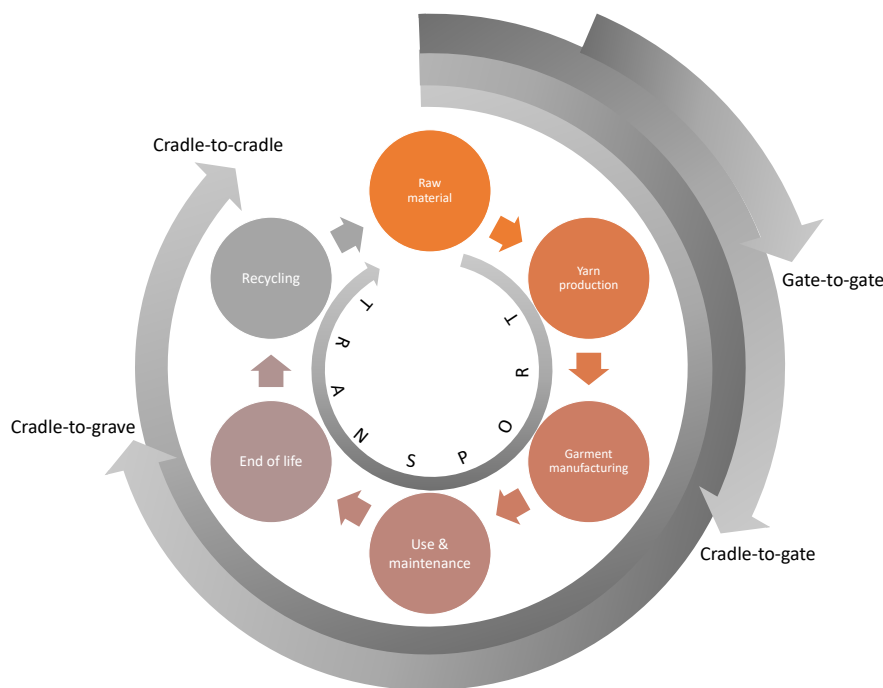 Cradle-to-cradle
Raw
material
Recycling
Yarn
production
Gate-to-gate
TRANSPORT
Cradle-to-grave
End of life
Garment
manufacturing
Use &
maintenance
Cradle-to-gate